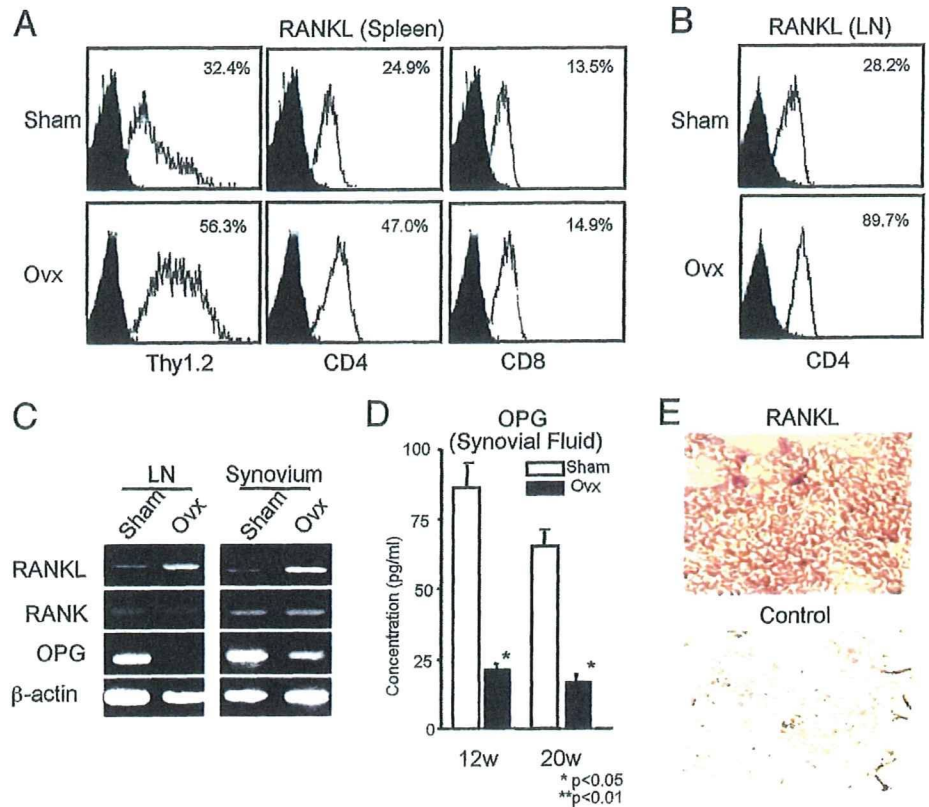 A
RANKL (Spleen)
Sham
32.4%
24.9%
13.5%
Ovx
56.3%
47.0%
14.9%
Thy1.2
CD4
CD8
B
RANKL (LN)
Sham
28.2%
Ovx
89.7%
CD4
C
LN
Synovium
Sham
Ovx
Sham
Ovx
RANKL
RANK
OPG
β-actin
D
OPG
(Synovial Fluid)
Sham
Ovx
Concentration (pg/ml)
100
75
50
25
0
*
*
12w
20w
* p<0.05
**p<0.01
E
RANKL
Control